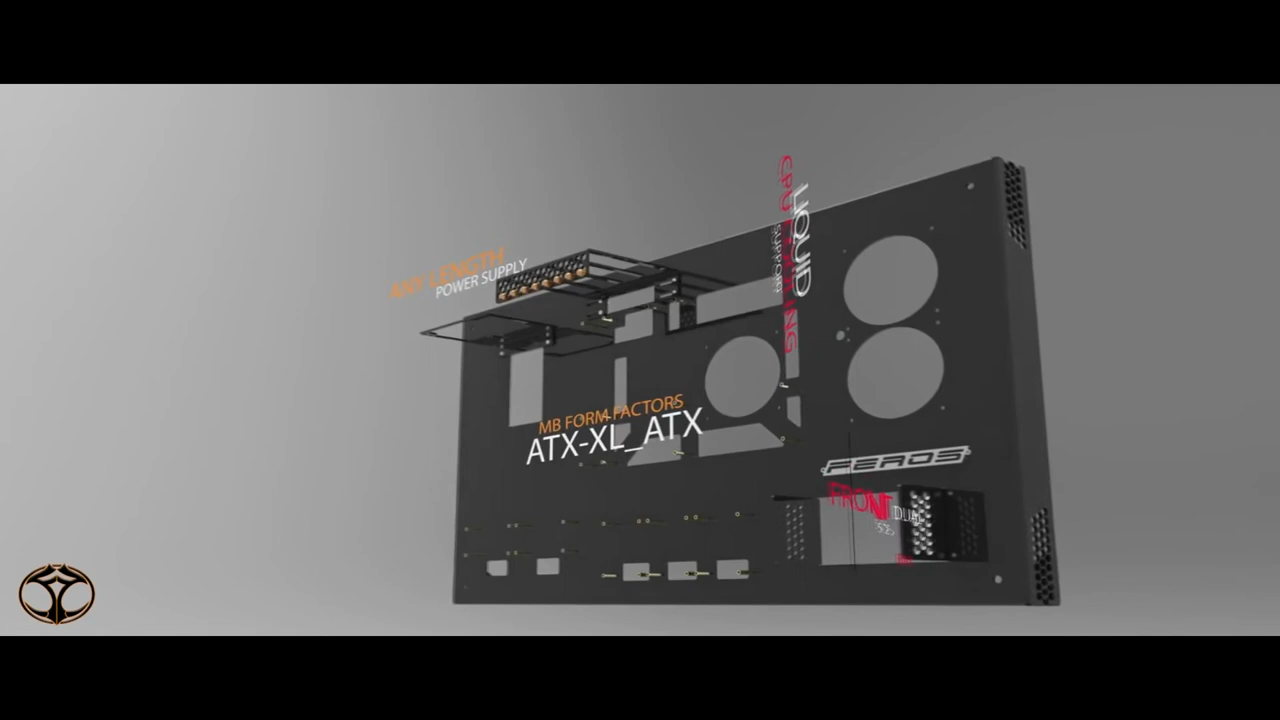 ANY LENGTH
POWER SUPPLY
LIQUID
SUPPORT
MB FORM FACTORS
ATX-XL_ATX
FEROS
FRONT
DUAL